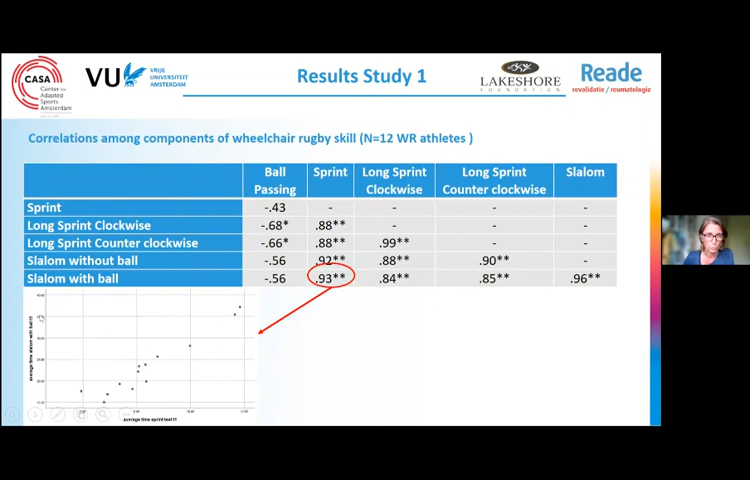 CASA
Center for
Adapted
Sports
Amsterdam
VU
VRIJE
UNIVERSITEIT
AMSTERDAM
Results Study 1
LAKESHORE
FOUNDATION
Reade
revalidatie / reumatologie
Correlations among components of wheelchair rugby skill (N=12 WR athletes )
Ball Passing Sprint Long Sprint Clockwise Long Sprint Counter clockwise Slalom
Sprint -.43 - - - -
Long Sprint Clockwise -.68* .88** - - -
Long Sprint Counter clockwise -.66* .88** .99** - -
Slalom without ball -.56 .92** .88** .90** -
Slalom with ball -.56 .93** .84** .85** .96**
average time slalom with ball
average time sprint test